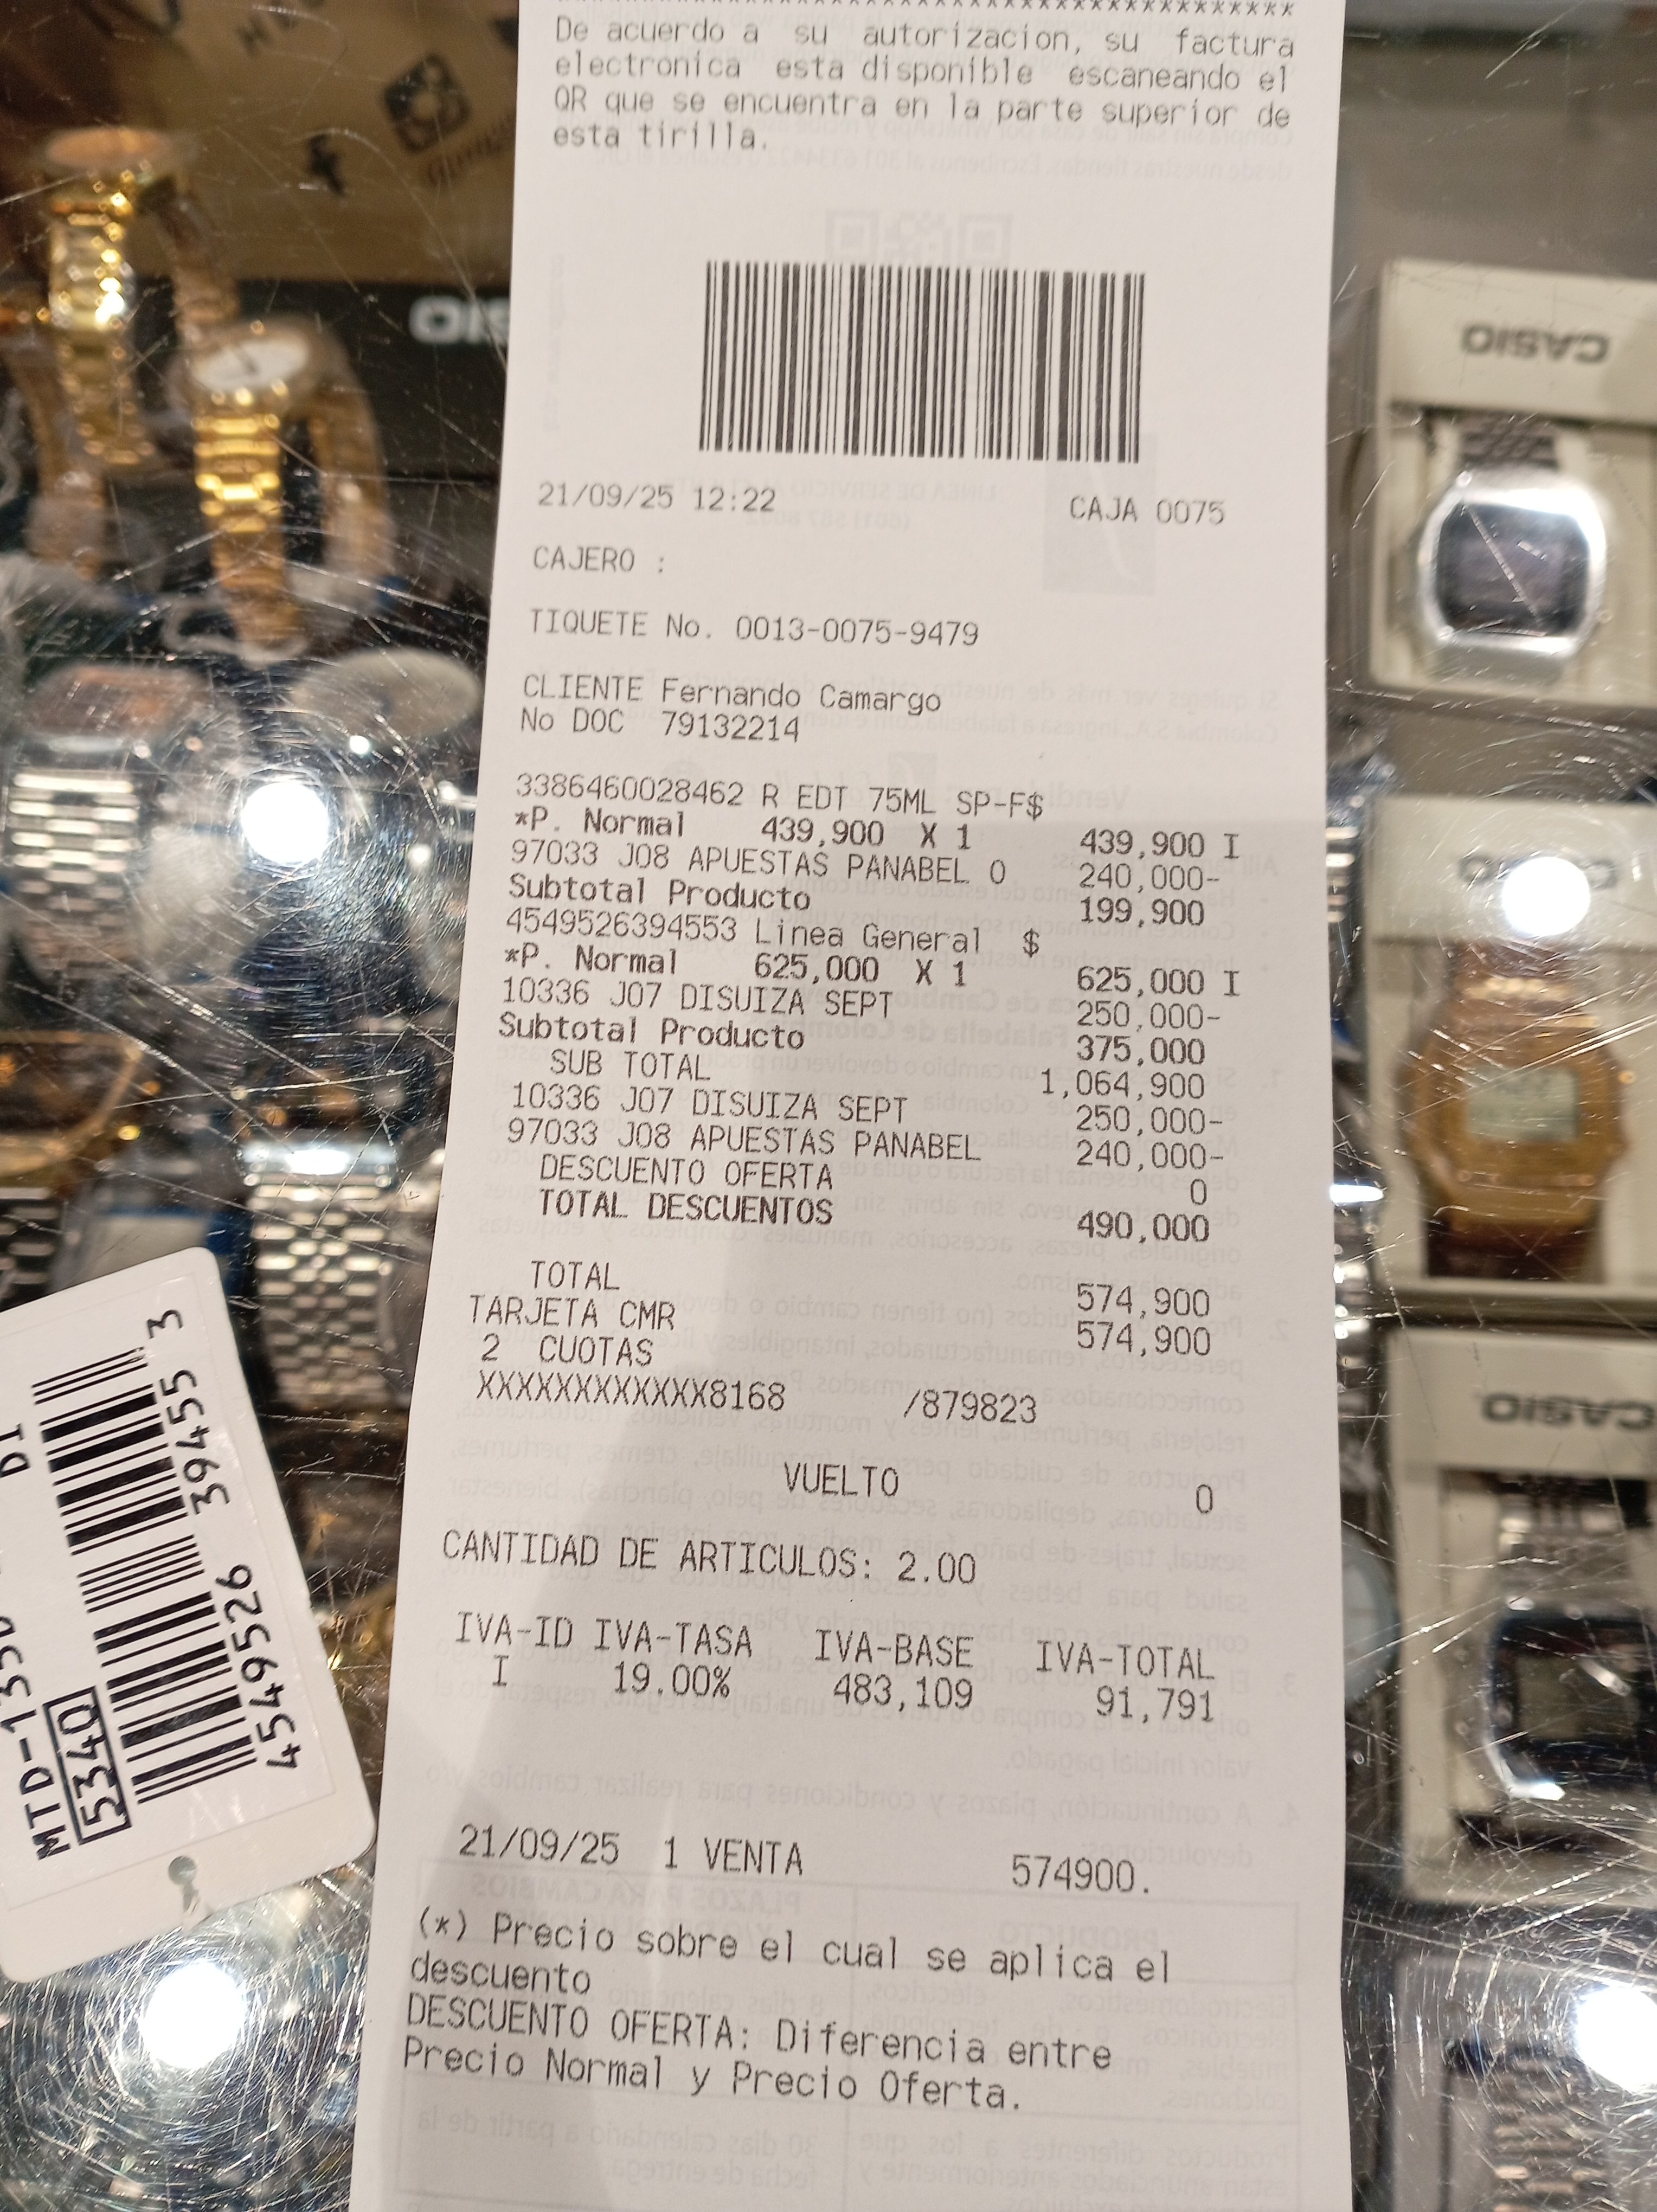 ****************************************
De acuerdo a su autorizacion, su factura
electronica esta disponible escaneando el
QR que se encuentra en la parte superior de
esta tirilla.
CASIO
21/09/25 12:22 CAJA 0075
CAJERO :
TIQUETE No. 0013-0075-9479
CLIENTE Fernando Camargo
No DOC 79132214
3386460028462 R EDT 75ML SP-F$
*P. Normal 439,900 X 1 439,900 I
97033 J08 APUESTAS PANABEL 0 240,000-
Subtotal Producto 199,900
4549526394553 Linea General $
*P. Normal 625,000 X 1 625,000 I
10336 J07 DISUIZA SEPT 250,000-
Subtotal Producto 375,000
SUB TOTAL 1,064,900
10336 J07 DISUIZA SEPT 250,000-
97033 J08 APUESTAS PANABEL 240,000-
DESCUENTO OFERTA 0
TOTAL DESCUENTOS 490,000
TOTAL 574,900
TARJETA CMR 574,900
2 CUOTAS
XXXXXXXXXXXX8168 /879823
VUELTO 0
CANTIDAD DE ARTICULOS: 2.00
IVA-ID IVA-TASA IVA-BASE IVA-TOTAL
I 19.00% 483,109 91,791
21/09/25 1 VENTA 574900.
(*) Precio sobre el cual se aplica el
descuento
DESCUENTO OFERTA: Diferencia entre
Precio Normal y Precio Oferta.
5340
4549526 39455 3
CASIO
CASIO